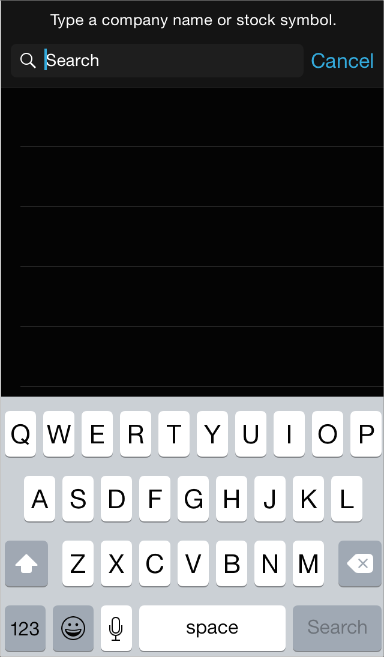 Type a company name or stock symbol.
Search Cancel
Q W E R T Y U I O P
A S D F G H J K L
Z X C V B N M
123 space Search